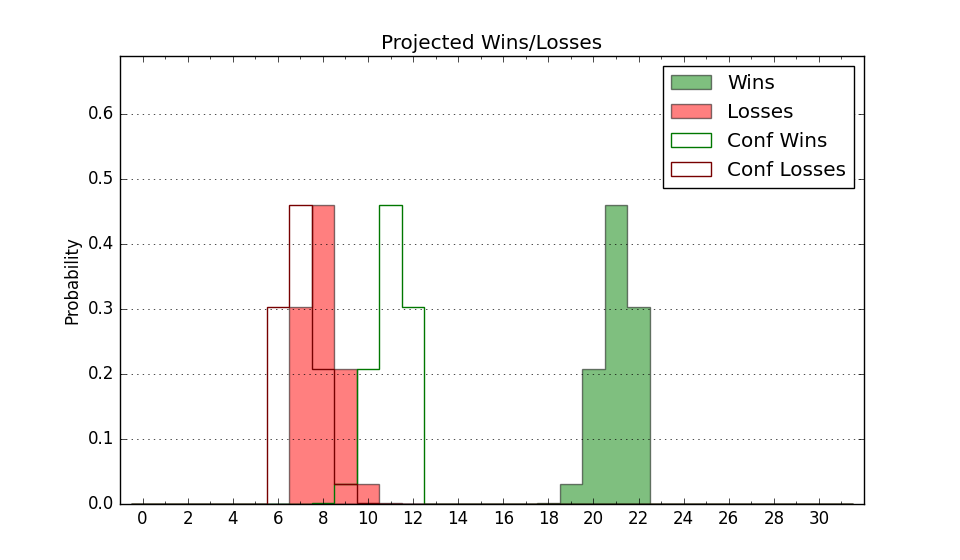 Projected Wins/Losses
Wins
Losses
Conf Wins
Conf Losses
Probability
0.6
0.5
0.4
0.3
0.2
0.1
0.0
0 2 4 6 8 10 12 14 16 18 20 22 24 26 28 30